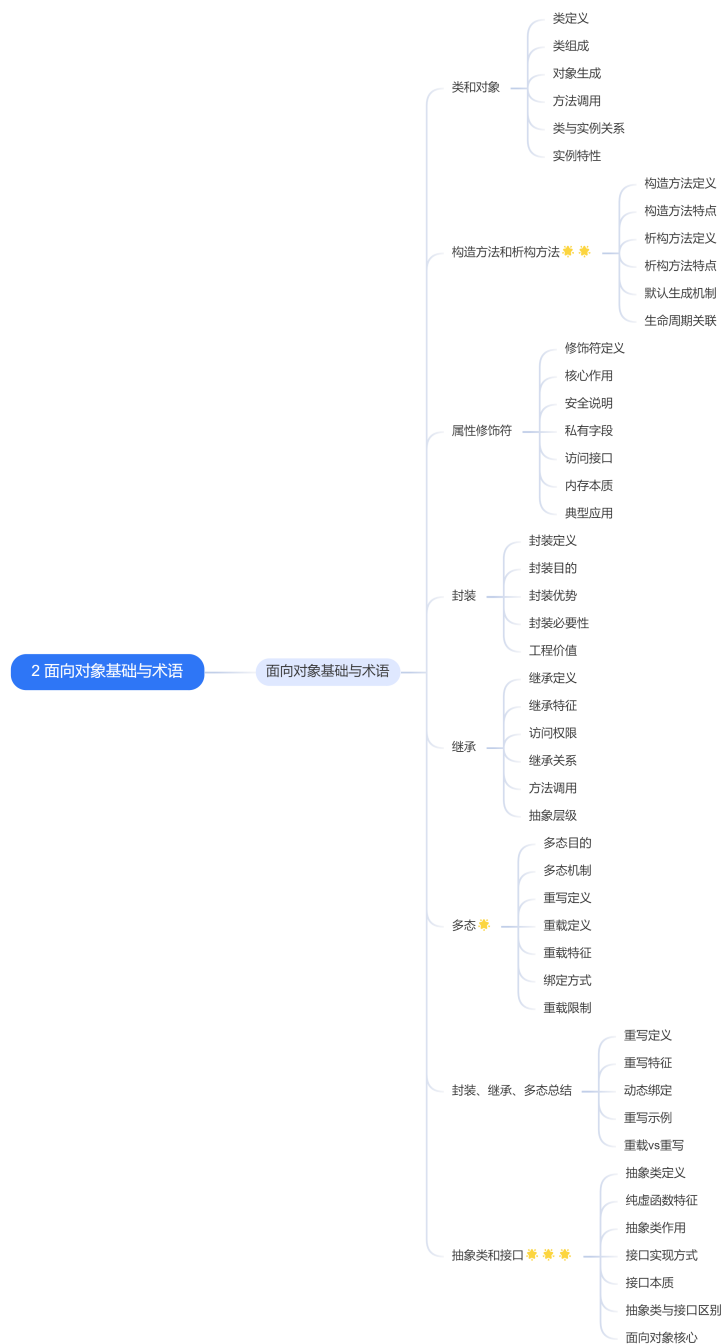 2 面向对象基础与术语
面向对象基础与术语
类和对象
类定义
类组成
对象生成
方法调用
类与实例关系
实例特性
构造方法和析构方法
构造方法定义
构造方法特点
析构方法定义
析构方法特点
默认生成机制
生命周期关联
属性修饰符
修饰符定义
核心作用
安全说明
私有字段
访问接口
内存本质
典型应用
封装
封装定义
封装目的
封装优势
封装必要性
工程价值
继承
继承定义
继承特征
访问权限
继承关系
方法调用
抽象层级
多态
多态目的
多态机制
重写定义
重载定义
重载特征
绑定方式
重载限制
封装、继承、多态总结
重写定义
重写特征
动态绑定
重写示例
重载vs重写
抽象类和接口
抽象类定义
纯虚函数特征
抽象类作用
接口实现方式
接口本质
抽象类与接口区别
面向对象核心